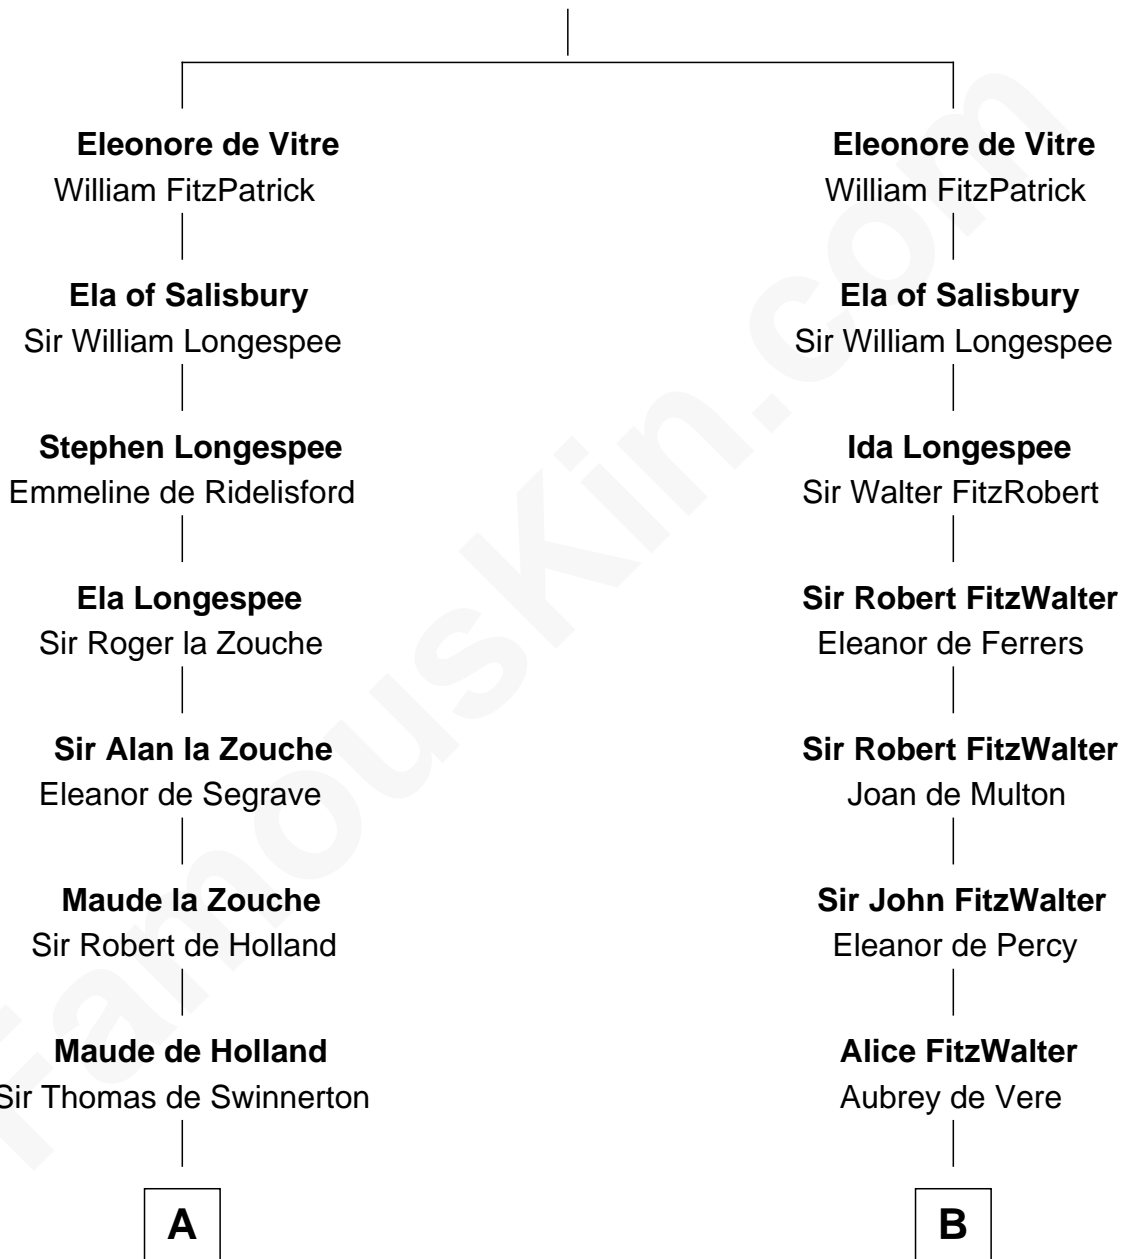 Eleonore de Vitre
William FitzPatrick
Ela of Salisbury
Sir William Longespee
Stephen Longespee
Emmeline de Ridelisford
Ela Longespee
Sir Roger la Zouche
Sir Alan la Zouche
Eleanor de Segrave
Maude la Zouche
Sir Robert de Holland
Maude de Holland
Sir Thomas de Swinnerton
A
Eleonore de Vitre
William FitzPatrick
Ela of Salisbury
Sir William Longespee
Ida Longespee
Sir Walter FitzRobert
Sir Robert FitzWalter
Eleanor de Ferrers
Sir Robert FitzWalter
Joan de Multon
Sir John FitzWalter
Eleanor de Percy
Alice FitzWalter
Aubrey de Vere
B
FamousKin.com